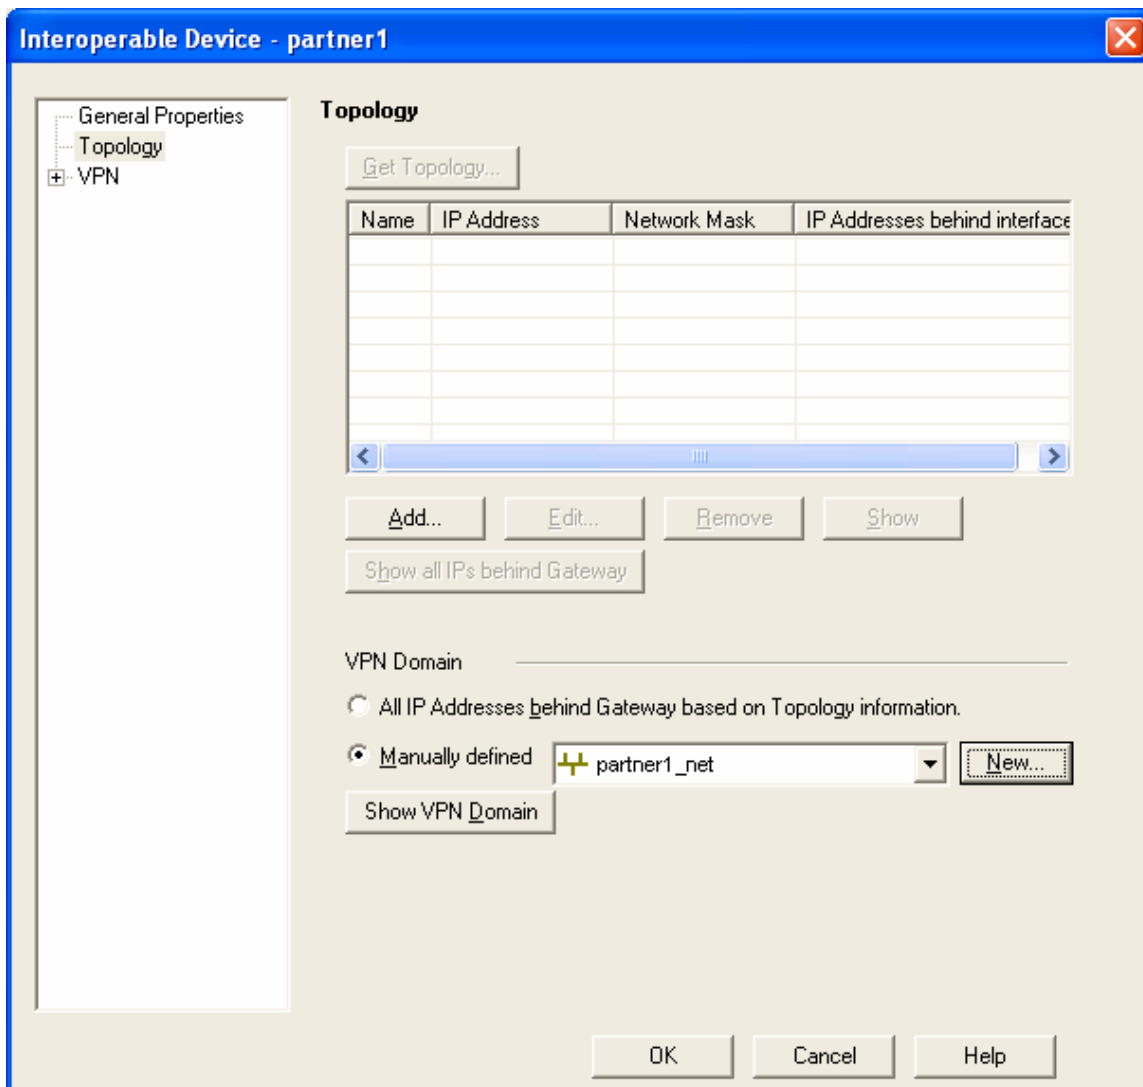 Interoperable Device - partner1
General Properties
Topology
VPN
Topology
Get Topology...
Name IP Address Network Mask IP Addresses behind interface
Add... Edit... Remove Show
Show all IPs behind Gateway
VPN Domain
All IP Addresses behind Gateway based on Topology information.
Manually defined partner1_net New...
Show VPN Domain
OK Cancel Help